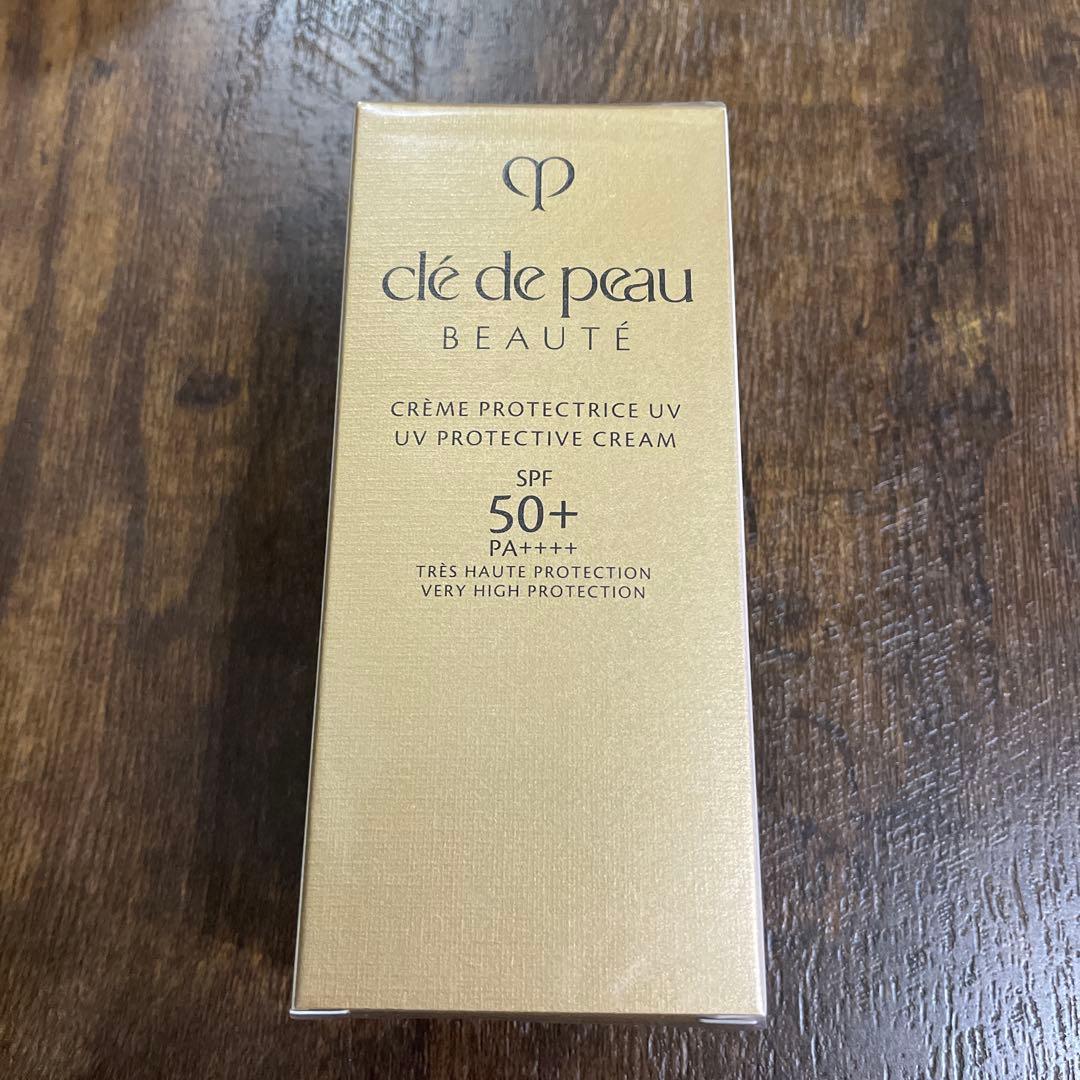 clé de peau
BEAUTÉ
CRÈME PROTECTRICE UV
UV PROTECTIVE CREAM
SPF
50+
PA++++
TRÈS HAUTE PROTECTION
VERY HIGH PROTECTION